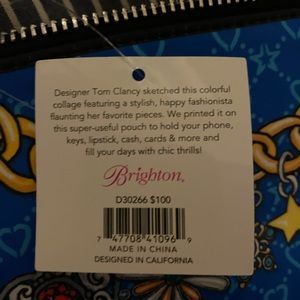 Designer Tom Clancy sketched this colorful
collage featuring a stylish, happy fashionista
flaunting her favorite pieces. We printed it on
this super-useful pouch to hold your phone,
keys, lipstick, cash, cards & more and
fill your days with chic thrills!
Brighton.
D30266 $100
7 47708 41096 9
MADE IN CHINA
DESIGNED IN CALIFORNIA